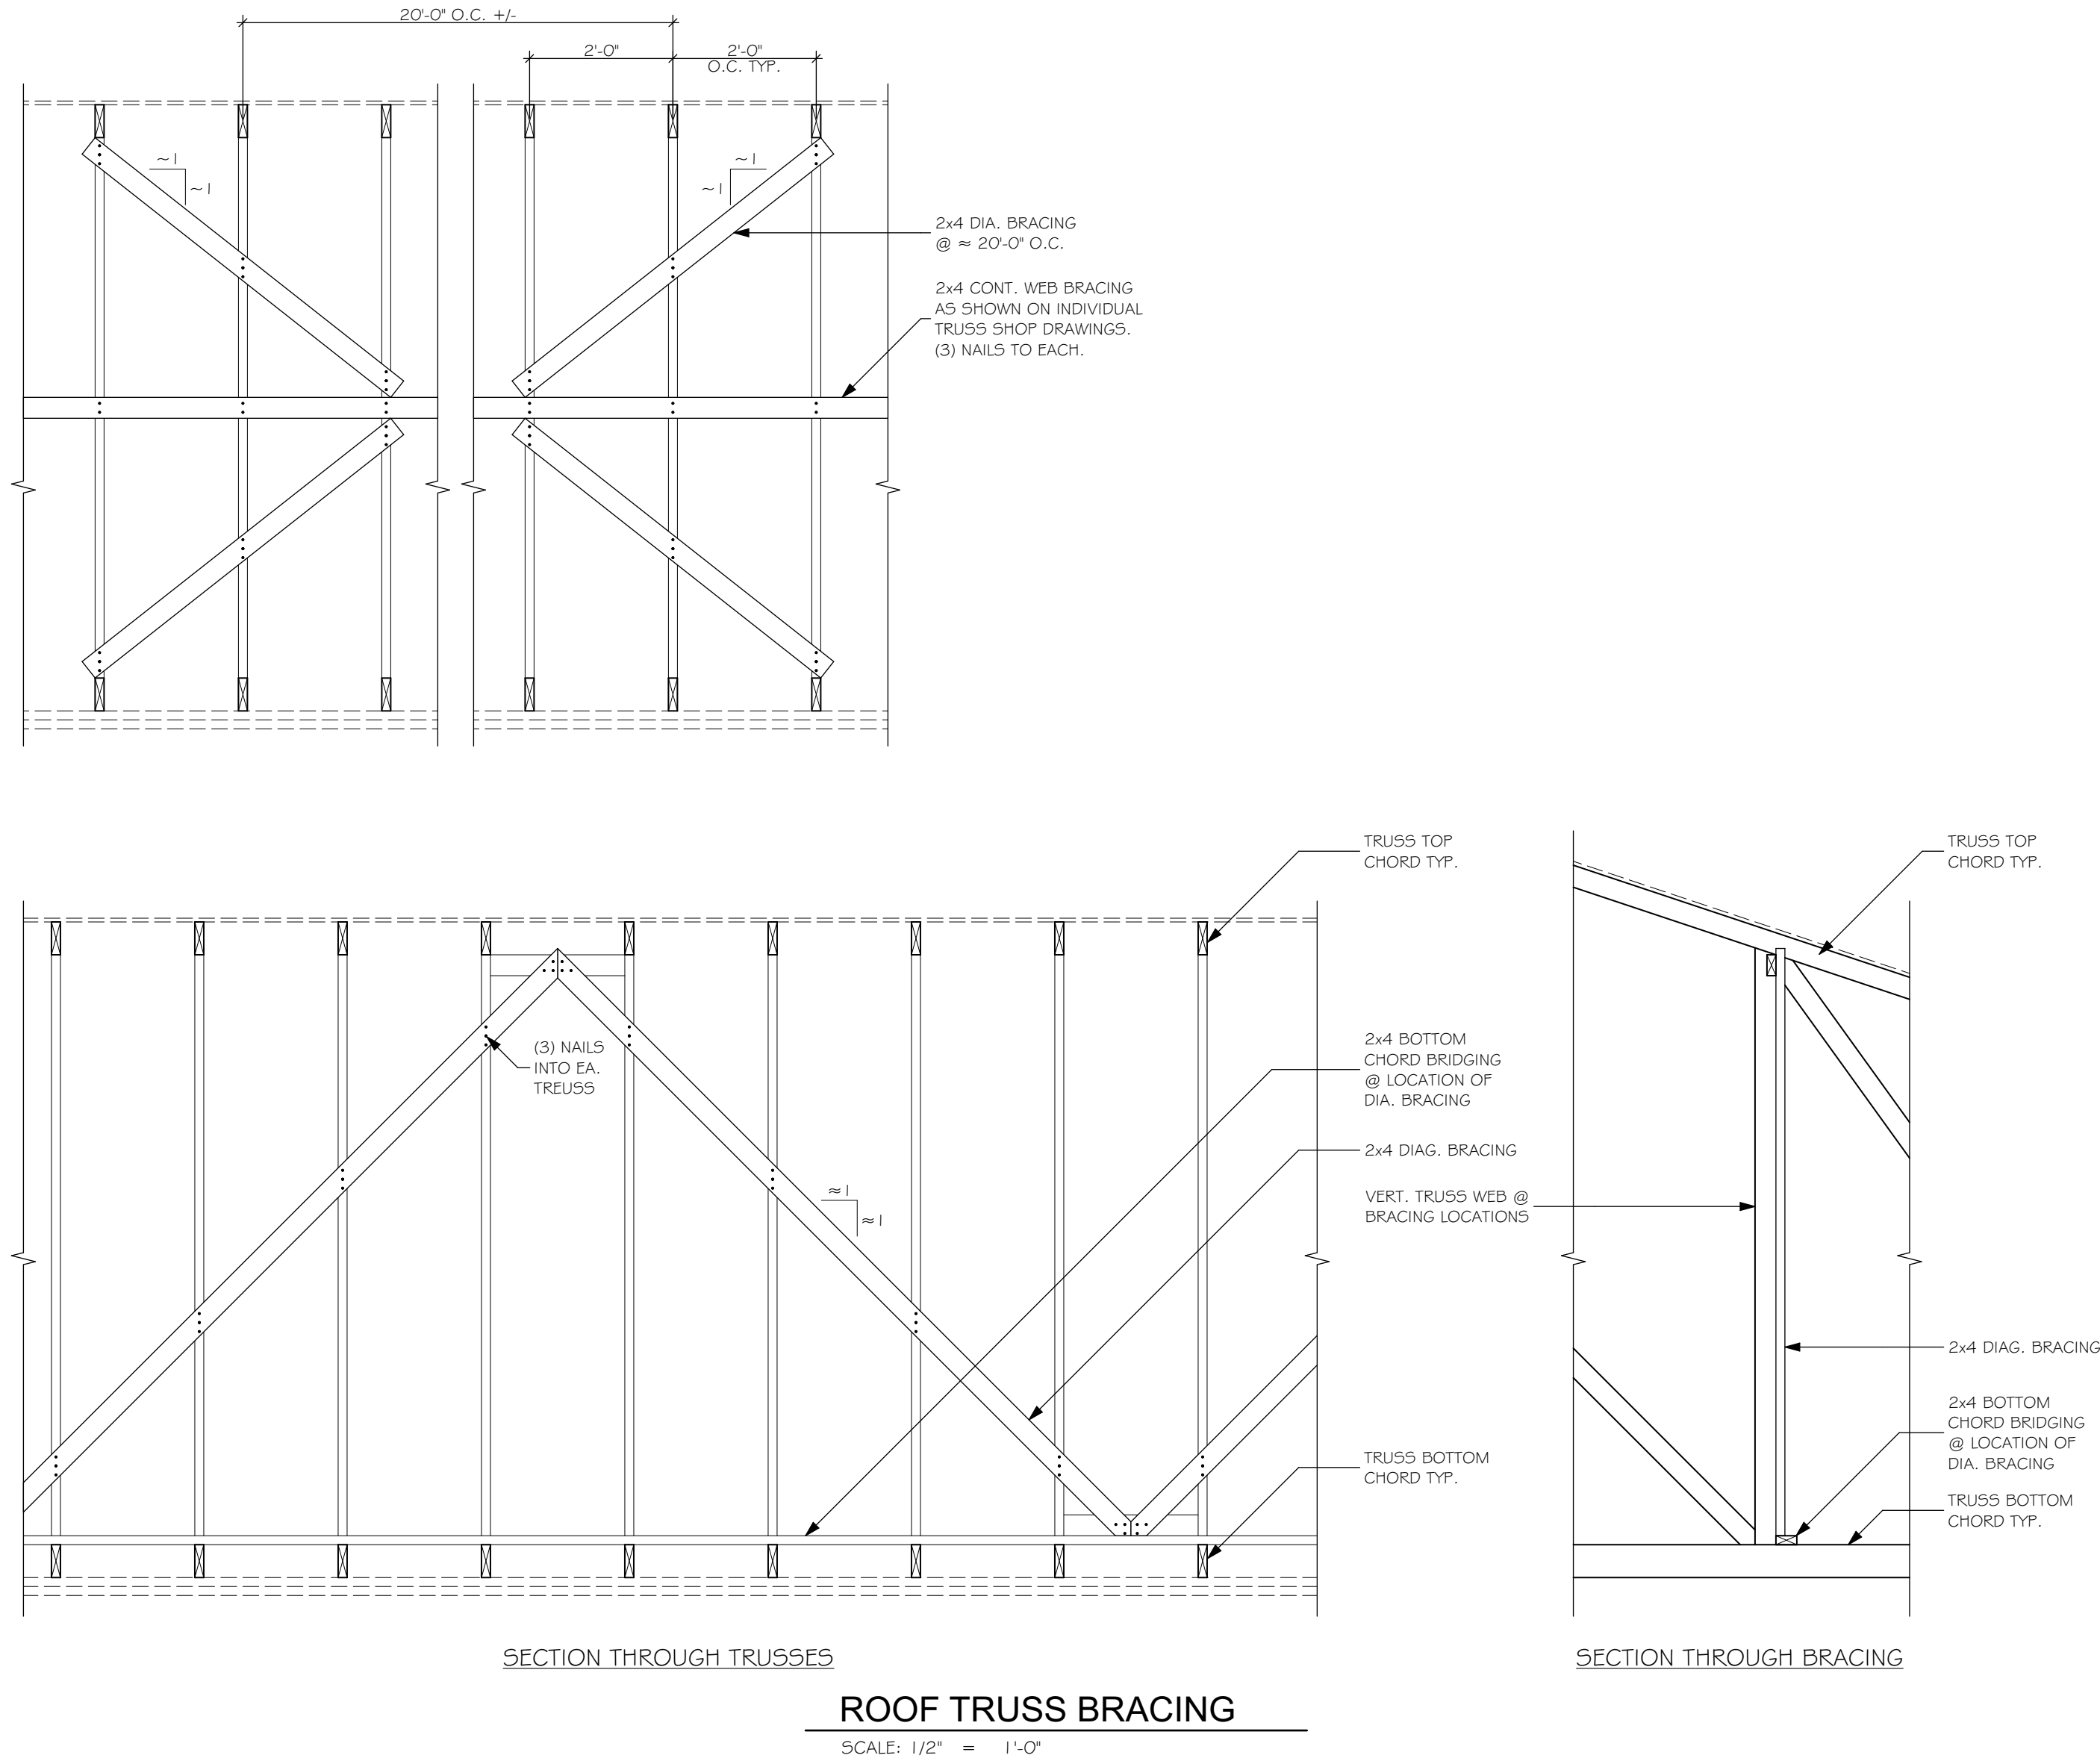 20'-0" O.C. +/-
2'-0"
2'-0"
O.C. TYP.
~1
~1
~1
~1
2x4 DIA. BRACING
@ ≈ 20'-0" O.C.
2x4 CONT. WEB BRACING
AS SHOWN ON INDIVIDUAL
TRUSS SHOP DRAWINGS.
(3) NAILS TO EACH.
TRUSS TOP
CHORD TYP.
(3) NAILS
INTO EA.
TREUSS
2x4 BOTTOM
CHORD BRIDGING
@ LOCATION OF
DIA. BRACING
2x4 DIAG. BRACING
≈1
≈1
VERT. TRUSS WEB @
BRACING LOCATIONS
TRUSS BOTTOM
CHORD TYP.
TRUSS TOP
CHORD TYP.
2x4 DIAG. BRACING
2x4 BOTTOM
CHORD BRIDGING
@ LOCATION OF
DIA. BRACING
TRUSS BOTTOM
CHORD TYP.
SECTION THROUGH TRUSSES
SECTION THROUGH BRACING
ROOF TRUSS BRACING
SCALE: 1/2" = 1'-0"